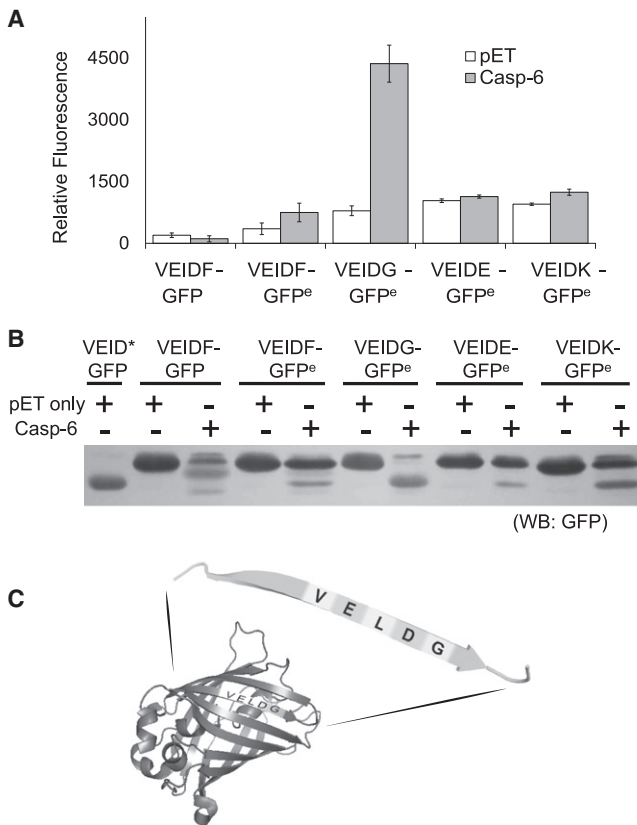 A
Relative Fluorescence
4500
3000
1500
0
pET
Casp-6
VEIDF- VEIDF- VEIDG - VEIDE - VEIDK -
GFP GFPᵉ GFPᵉ GFPᵉ GFPᵉ
B
VEID* VEIDF- VEIDF- VEIDG- VEIDE- VEIDK-
GFP GFP GFPᵉ GFPᵉ GFPᵉ GFPᵉ
pET only + + - + - + - + - + -
Casp-6 - - + - + - + - + - +
(WB: GFP)
C
V E L D G
VELDG